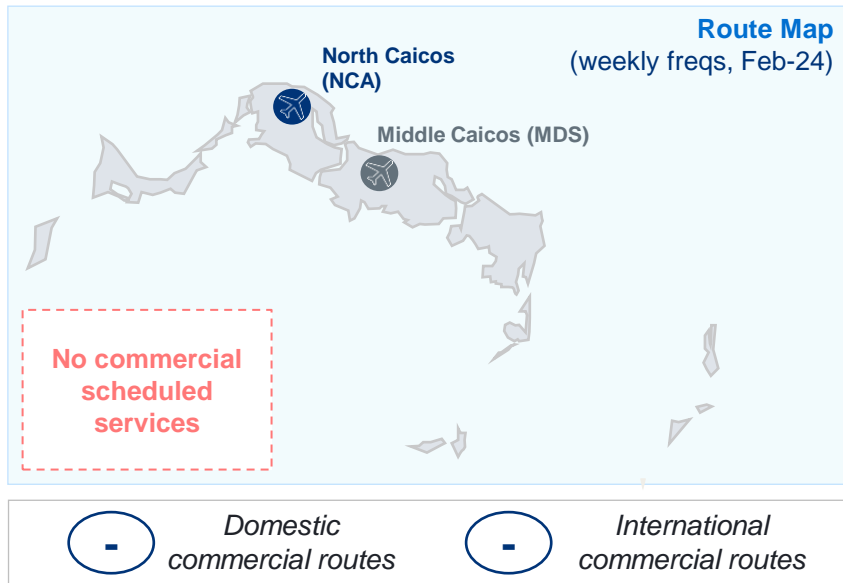 Route Map
(weekly freqs, Feb-24)
North Caicos
(NCA)
Middle Caicos (MDS)
No commercial
scheduled
services
-
Domestic
commercial routes
-
International
commercial routes